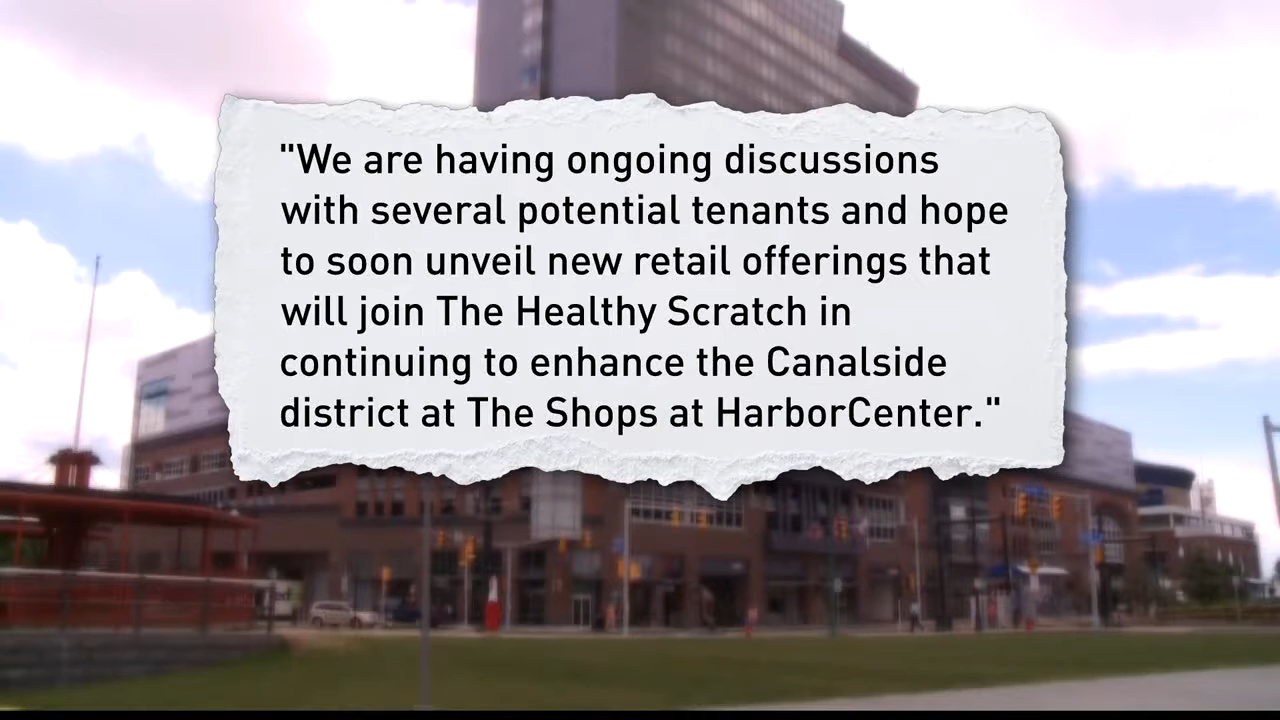 "We are having ongoing discussions
with several potential tenants and hope
to soon unveil new retail offerings that
will join The Healthy Scratch in
continuing to enhance the Canalside
district at The Shops at HarborCenter."